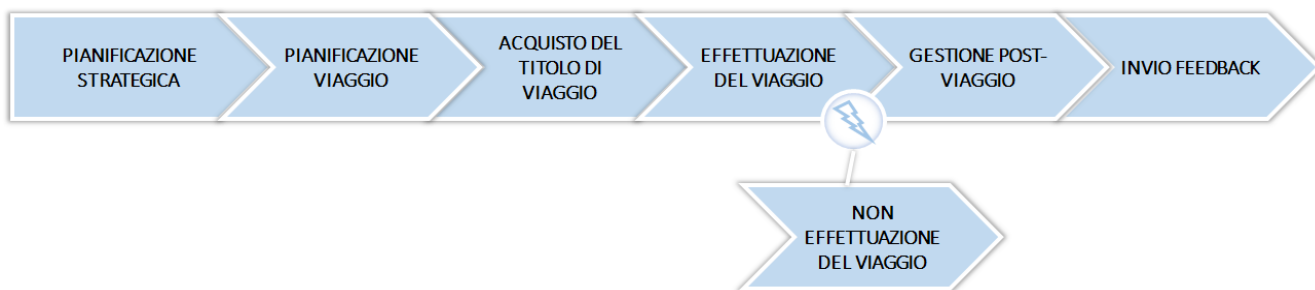 PIANIFICAZIONE
STRATEGICA
PIANIFICAZIONE
VIAGGIO
ACQUISTO DEL
TITOLO DI
VIAGGIO
EFFETTUAZIONE
DEL VIAGGIO
GESTIONE POST-
VIAGGIO
INVIO FEEDBACK
NON
EFFETTUAZIONE
DEL VIAGGIO